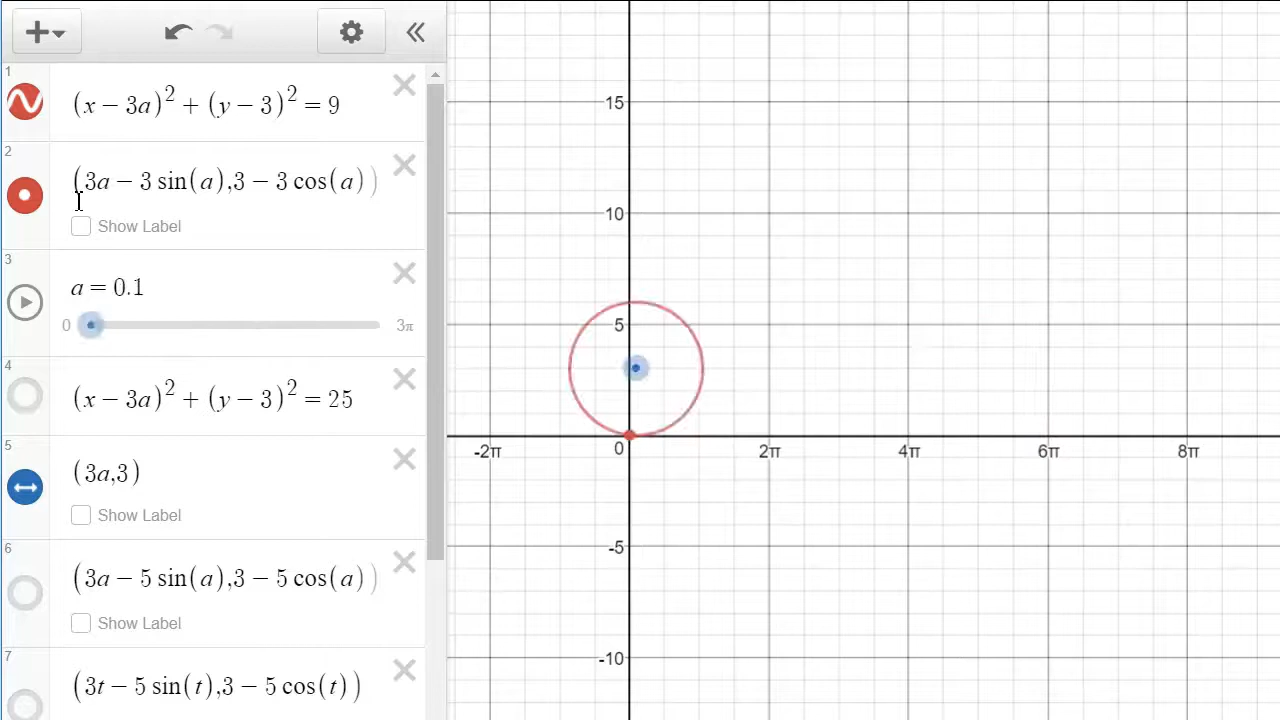 1
(x − 3a)² + (y − 3)² = 9
2
(3a − 3 sin(a),3 − 3 cos(a))
Show Label
3
a = 0.1
0
3π
4
(x − 3a)² + (y − 3)² = 25
5
(3a,3)
Show Label
6
(3a − 5 sin(a),3 − 5 cos(a))
Show Label
7
(3t − 5 sin(t),3 − 5 cos(t))
15
10
5
-2π 0 2π 4π 6π 8π
-5
-10